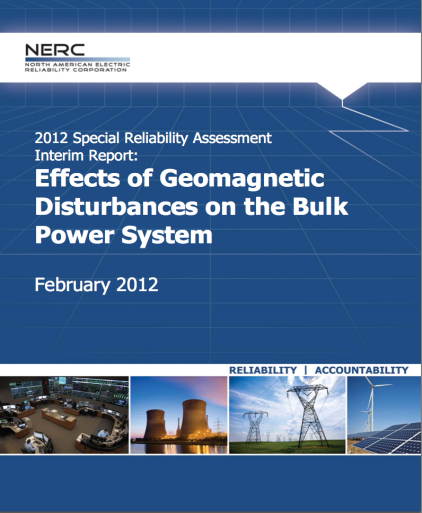 NERC
NORTH AMERICAN ELECTRIC
RELIABILITY CORPORATION
2012 Special Reliability Assessment
Interim Report:
Effects of Geomagnetic
Disturbances on the Bulk
Power System
February 2012
RELIABILITY | ACCOUNTABILITY